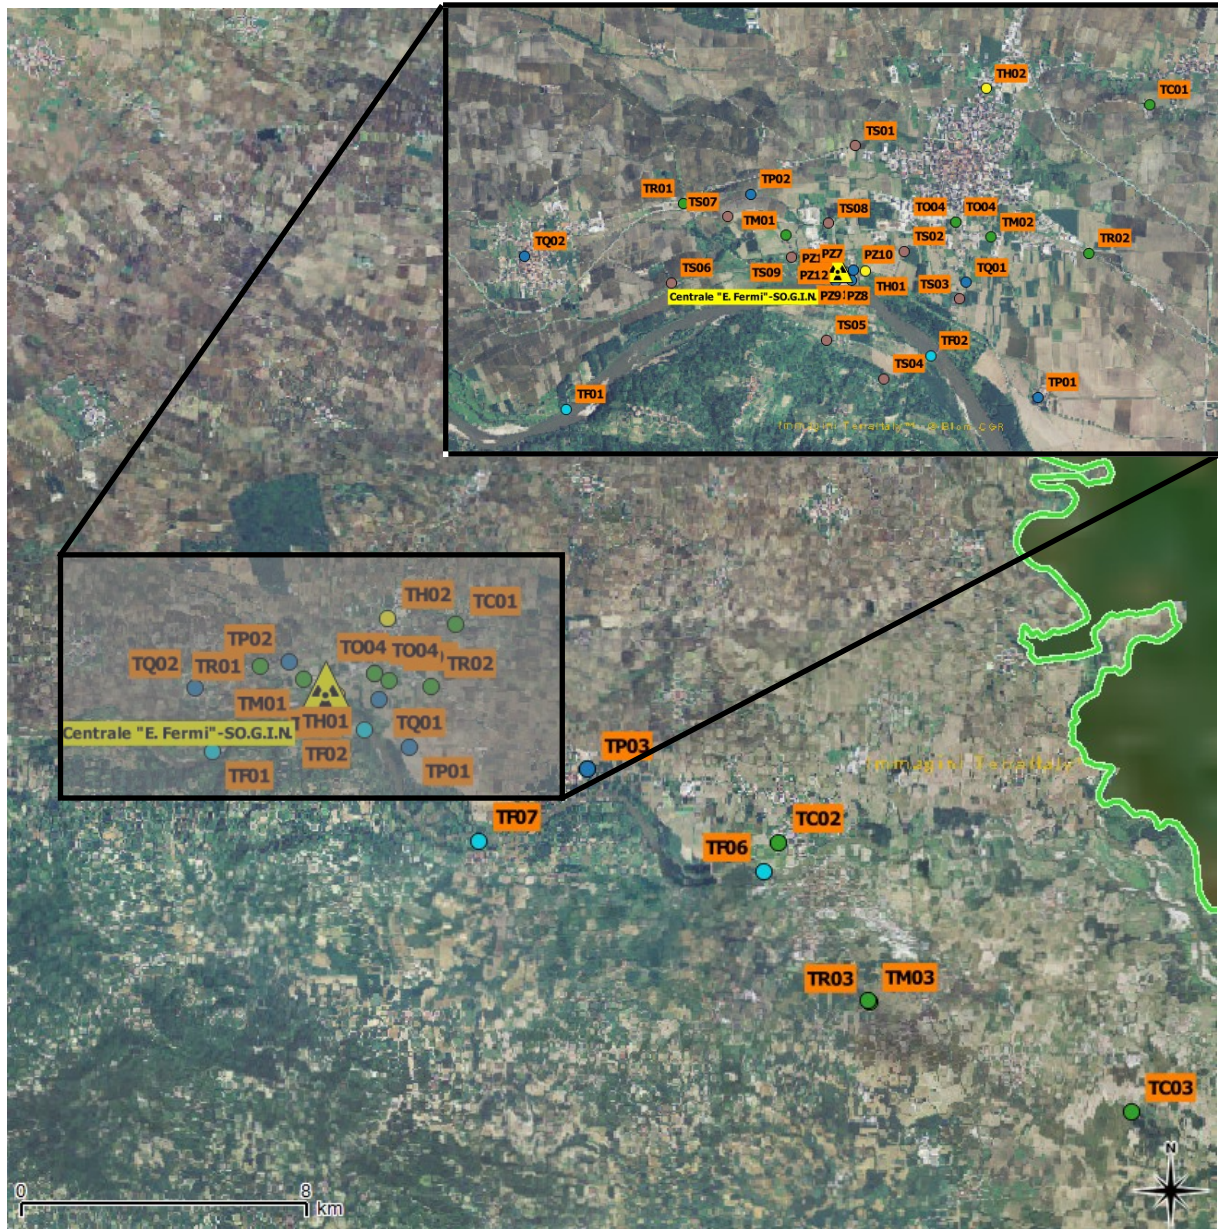 TH02
TC01
TS01
TP02
TR01
TS07
TM01
TS08
TO04
TO04
TM02
TS02
TR02
TQ02
PZ7
PZ10
TS06
TS09
PZ12
TH01
TS03
TQ01
Centrale "E. Fermi"-SO.G.I.N.
PZ8
TS05
TF02
TS04
TF01
TP01
TH02
TC01
TP02
TO04
TO04
TQ02
TR01
TR02
TM01
TH01
TQ01
Centrale "E. Fermi"-SO.G.I.N.
TF02
TF01
TP01
TP03
Immagini TerraItaly
TF07
TC02
TF06
TR03
TM03
TC03
N
0
8
km